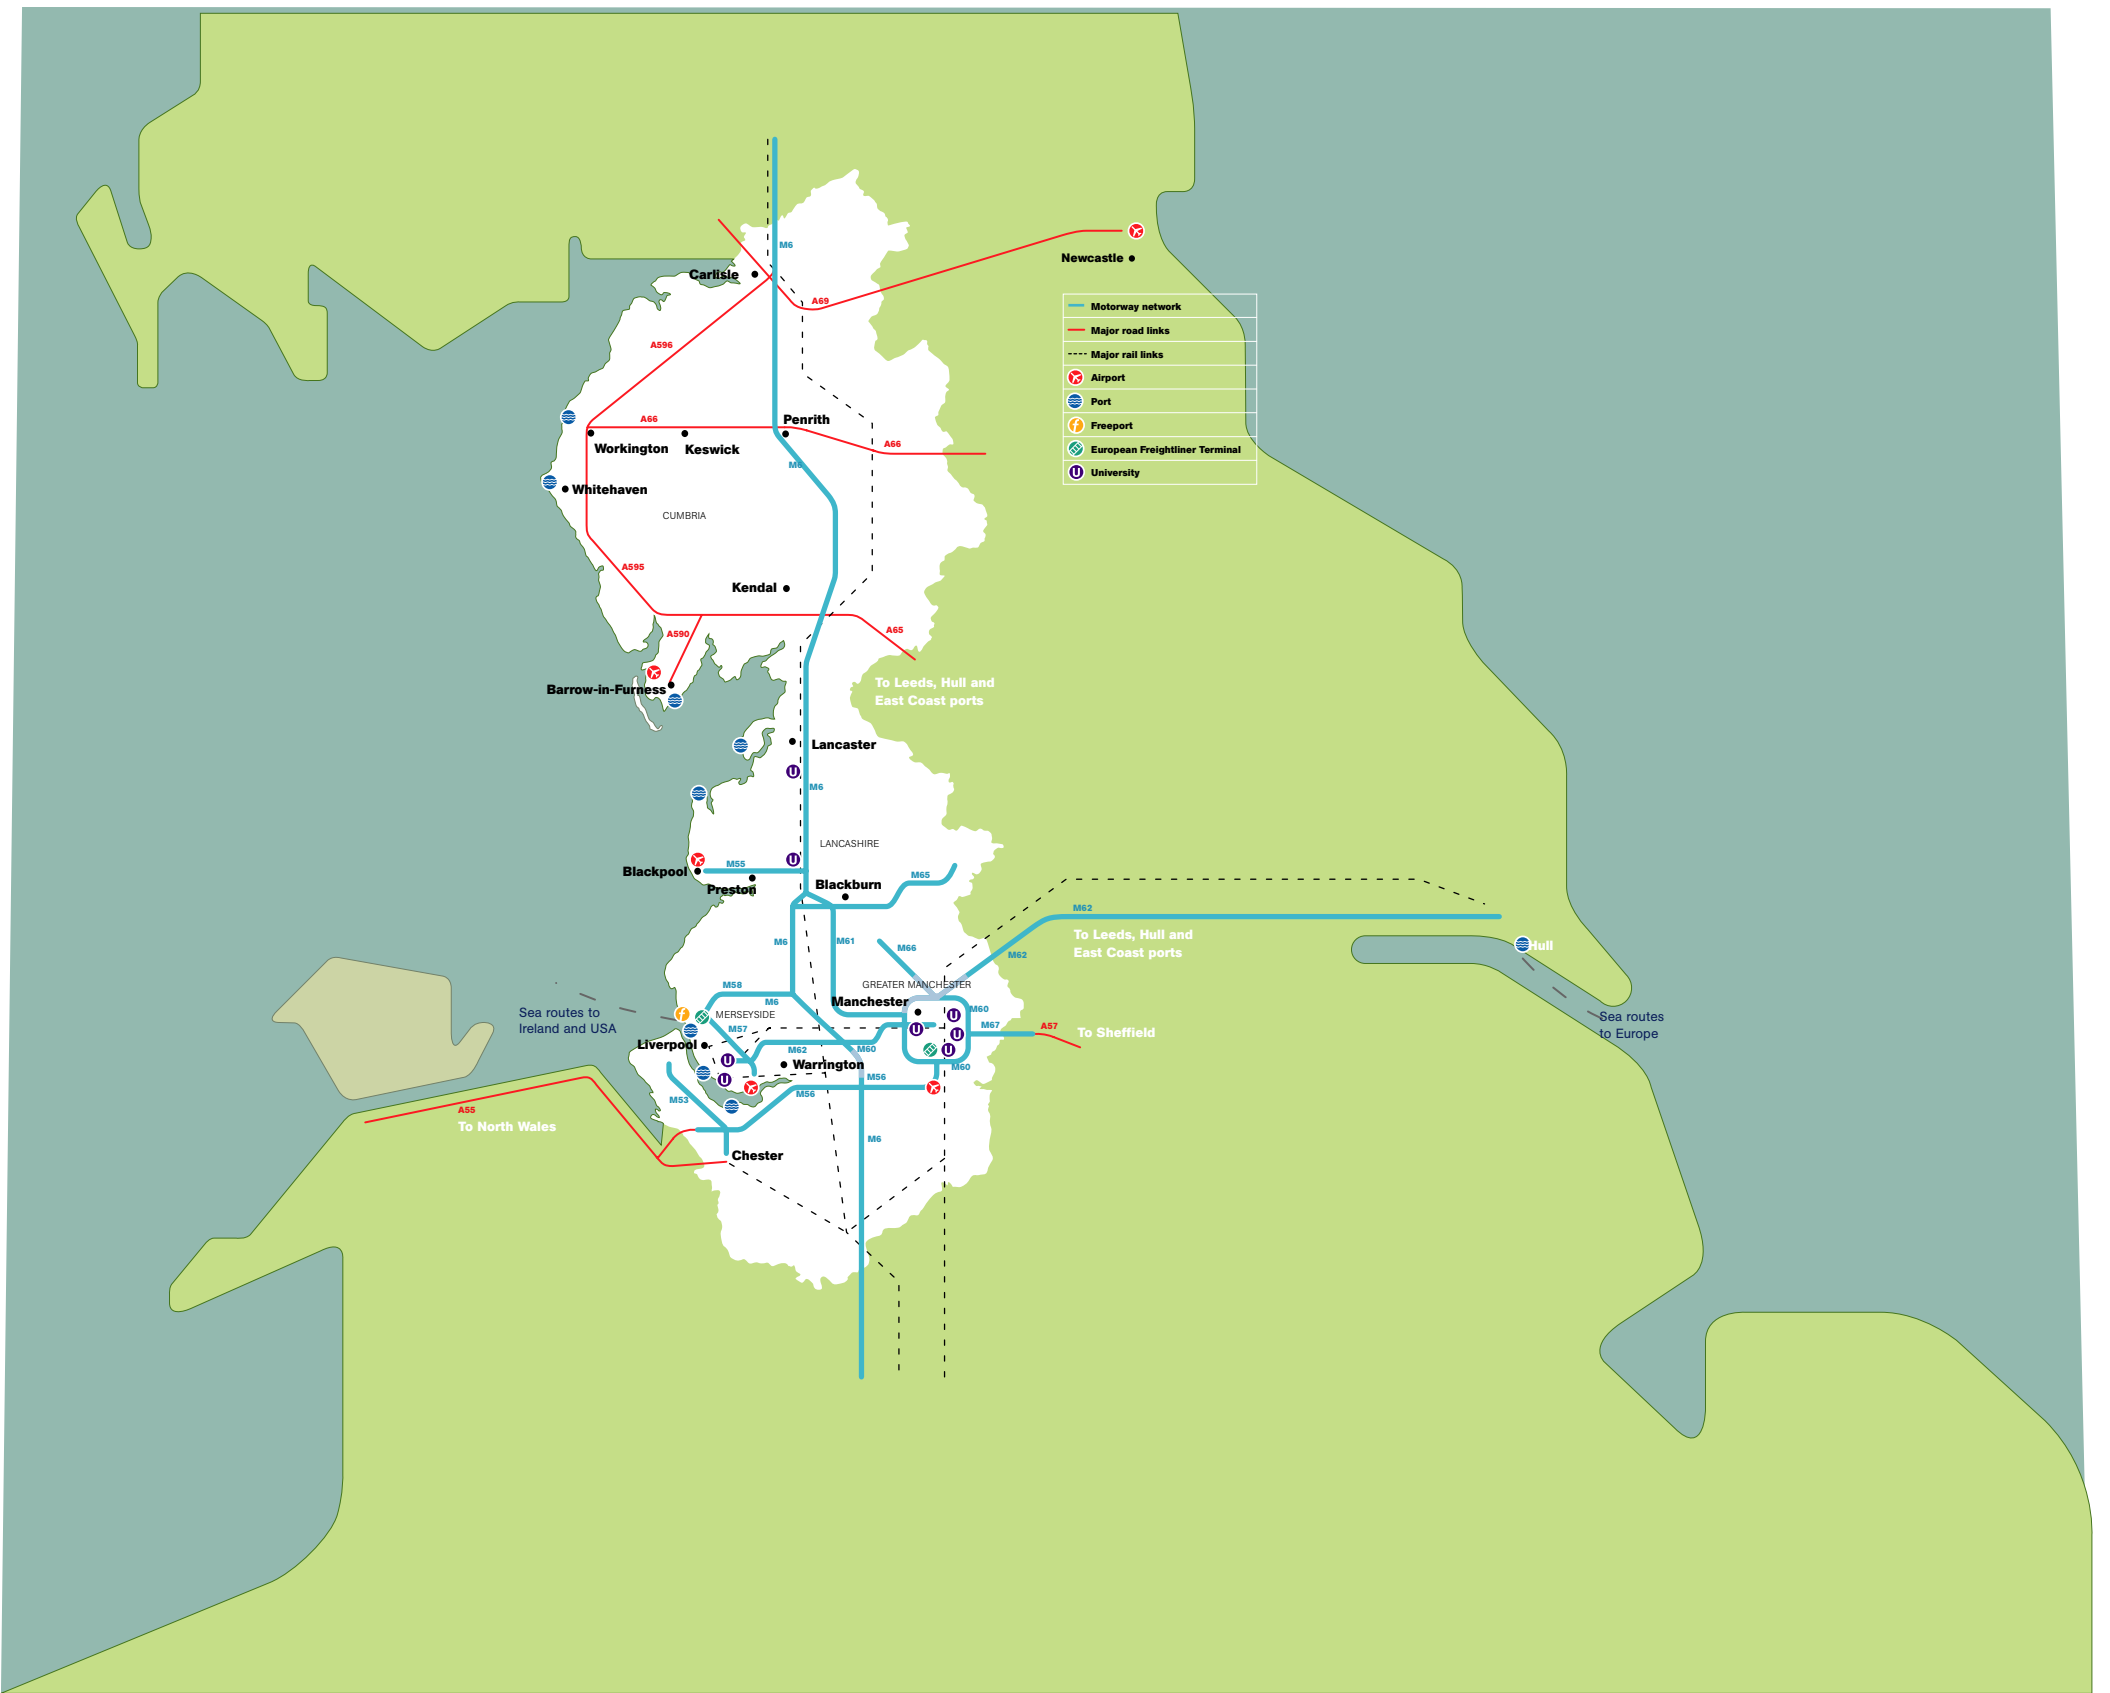 M6
Newcastle
Carlisle
A69
Motorway network
Major road links
Major rail links
Airport
Port
Freeport
European Freightliner Terminal
University
A596
A66
Penrith
Workington
Keswick
A66
M6
Whitehaven
CUMBRIA
A595
Kendal
A590
A65
Barrow-in-Furness
To Leeds, Hull and
East Coast ports
Lancaster
M6
LANCASHIRE
M55
Blackpool
Preston
Blackburn
M65
M62
To Leeds, Hull and
East Coast ports
M6
M61
M66
M62
Hull
GREATER MANCHESTER
M58
M6
Manchester
M60
MERSEYSIDE
Sea routes to
Ireland and USA
M57
M67
A57
To Sheffield
Sea routes
to Europe
Liverpool
M62
M60
Warrington
M60
M56
M56
M53
A55
To North Wales
M6
Chester